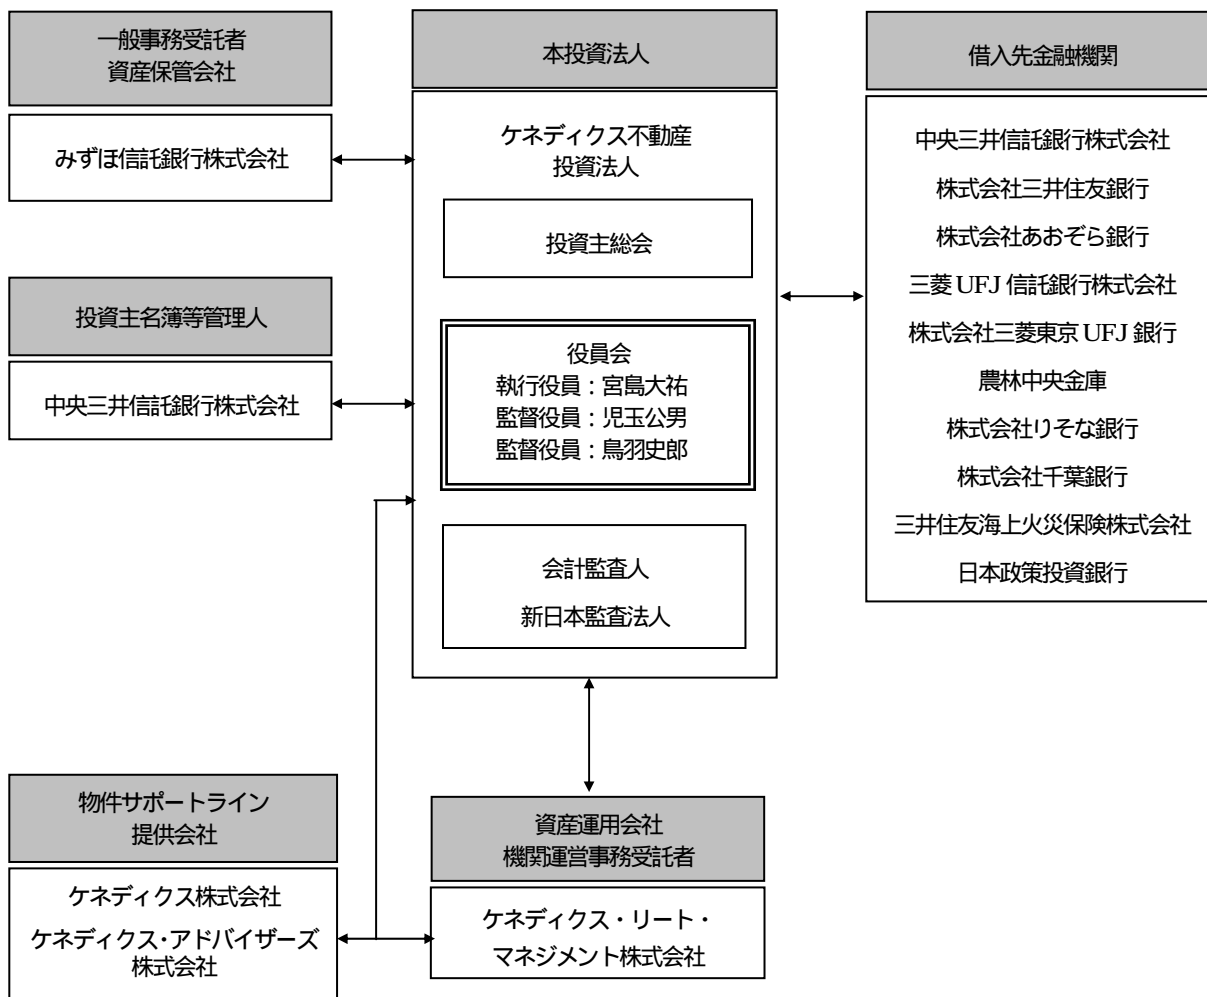 一般事務受託者
資産保管会社
みずほ信託銀行株式会社
投資主名簿等管理人
中央三井信託銀行株式会社
本投資法人
ケネディクス不動産
投資法人
投資主総会
役員会
執行役員：宮島大祐
監督役員：児玉公男
監督役員：鳥羽史郎
会計監査人
新日本監査法人
借入先金融機関
中央三井信託銀行株式会社
株式会社三井住友銀行
株式会社あおぞら銀行
三菱 UFJ 信託銀行株式会社
株式会社三菱東京 UFJ 銀行
農林中央金庫
株式会社りそな銀行
株式会社千葉銀行
三井住友海上火災保険株式会社
日本政策投資銀行
物件サポートライン
提供会社
ケネディクス株式会社
ケネディクス・アドバイザーズ
株式会社
資産運用会社
機関運営事務受託者
ケネディクス・リート・
マネジメント株式会社